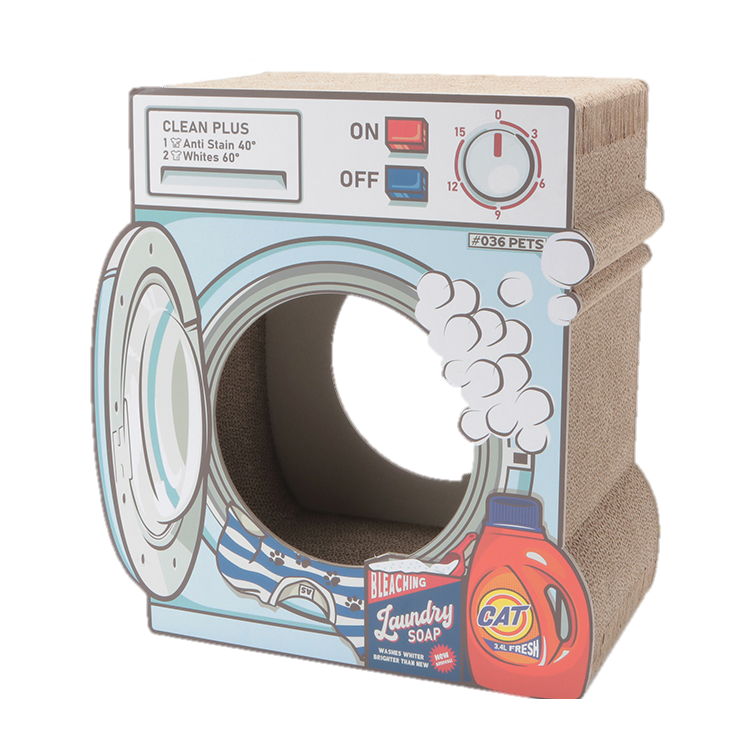 CLEAN PLUS
1 Anti Stain 40°
2 Whites 60°
ON
OFF
0
3
6
9
12
15
#036 PETS
BLEACHING
Laundry
SOAP
WASHES WHITER
BRIGHTER THAN NEW
New
CAT
3.4L FRESH